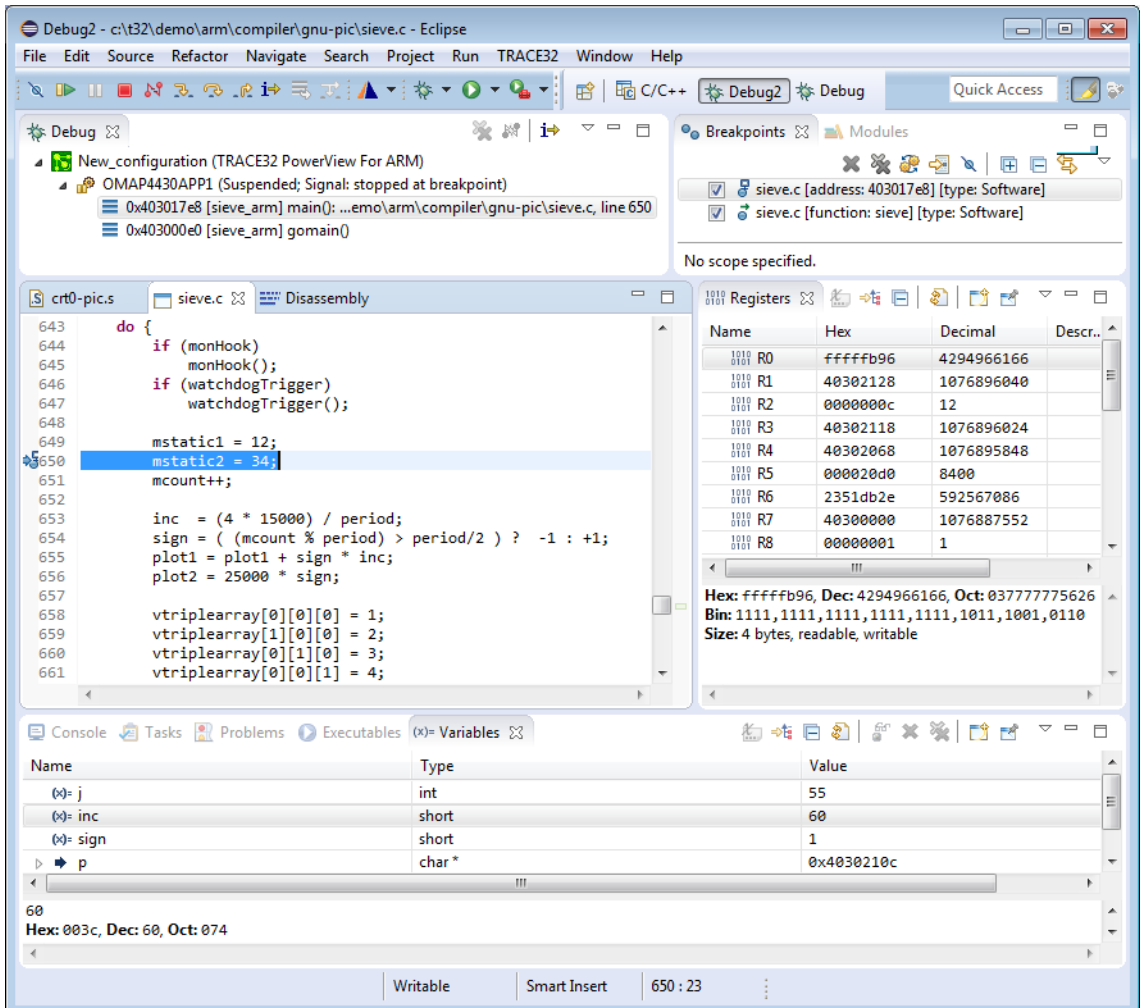 Debug2 - c:\t32\demo\arm\compiler\gnu-pic\sieve.c - Eclipse
File Edit Source Refactor Navigate Search Project Run TRACE32 Window Help
C/C++ Debug2 Debug Quick Access
Debug
New_configuration (TRACE32 PowerView For ARM)
OMAP4430APP1 (Suspended; Signal: stopped at breakpoint)
0x403017e8 [sieve_arm] main(): ...emo\arm\compiler\gnu-pic\sieve.c, line 650
0x403000e0 [sieve_arm] gomain()
Breakpoints Modules
sieve.c [address: 403017e8] [type: Software]
sieve.c [function: sieve] [type: Software]
No scope specified.
crt0-pic.s sieve.c Disassembly
643 do {
644 if (monHook)
645 monHook();
646 if (watchdogTrigger)
647 watchdogTrigger();
648
649 mstatic1 = 12;
650 mstatic2 = 34;
651 mcount++;
652
653 inc = (4 * 15000) / period;
654 sign = ( (mcount % period) > period/2 ) ? -1 : +1;
655 plot1 = plot1 + sign * inc;
656 plot2 = 25000 * sign;
657
658 vtriplearray[0][0][0] = 1;
659 vtriplearray[1][0][0] = 2;
660 vtriplearray[0][1][0] = 3;
661 vtriplearray[0][0][1] = 4;
Registers
Name Hex Decimal Descr..
R0 fffffb96 4294966166
R1 40302128 1076896040
R2 0000000c 12
R3 40302118 1076896024
R4 40302068 1076895848
R5 000020d0 8400
R6 2351db2e 592567086
R7 40300000 1076887552
R8 00000001 1
Hex: fffffb96, Dec: 4294966166, Oct: 037777775626
Bin: 1111,1111,1111,1111,1111,1011,1001,0110
Size: 4 bytes, readable, writable
Console Tasks Problems Executables (x)= Variables
Name Type Value
(x)= j int 55
(x)= inc short 60
(x)= sign short 1
p char * 0x4030210c
60
Hex: 003c, Dec: 60, Oct: 074
Writable Smart Insert 650 : 23